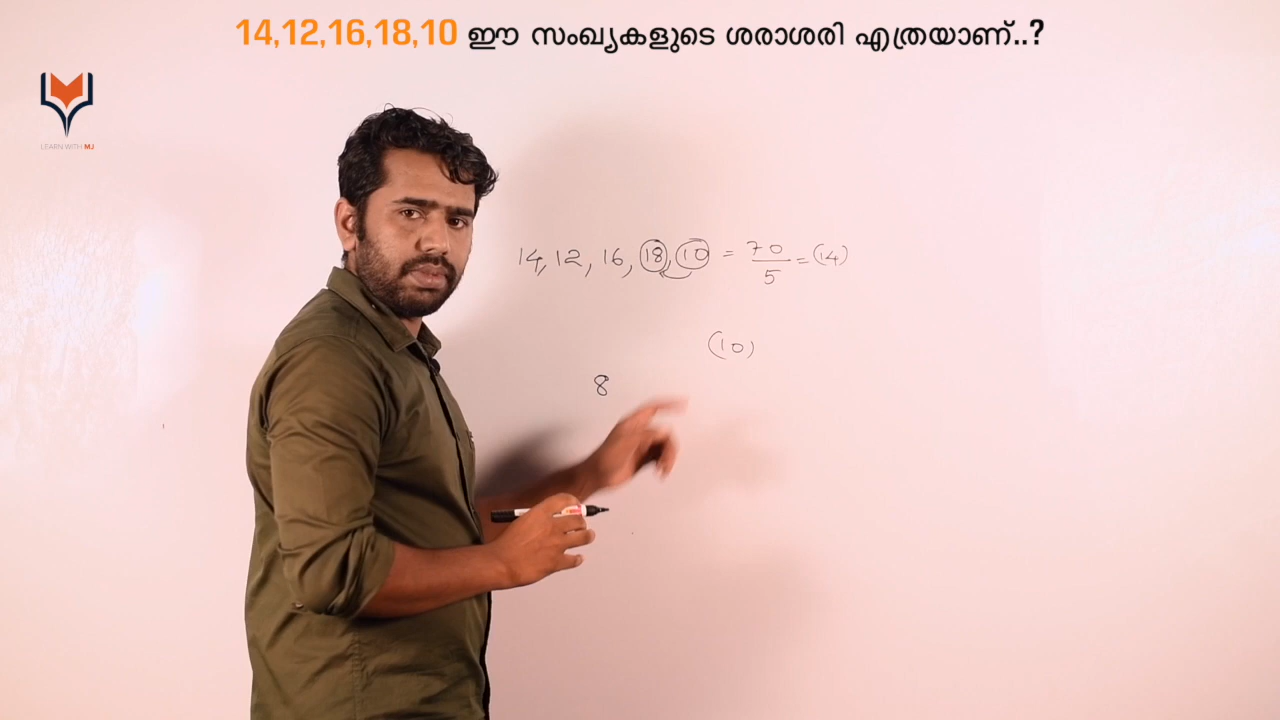 14,12,16,18,10 ഈ സംഖ്യകളുടെ ശരാശരി എത്രയാണ്..?
LEARN WITH MJ
14, 12, 16, 18, 10 = 70/5 = (14)
(10)
8